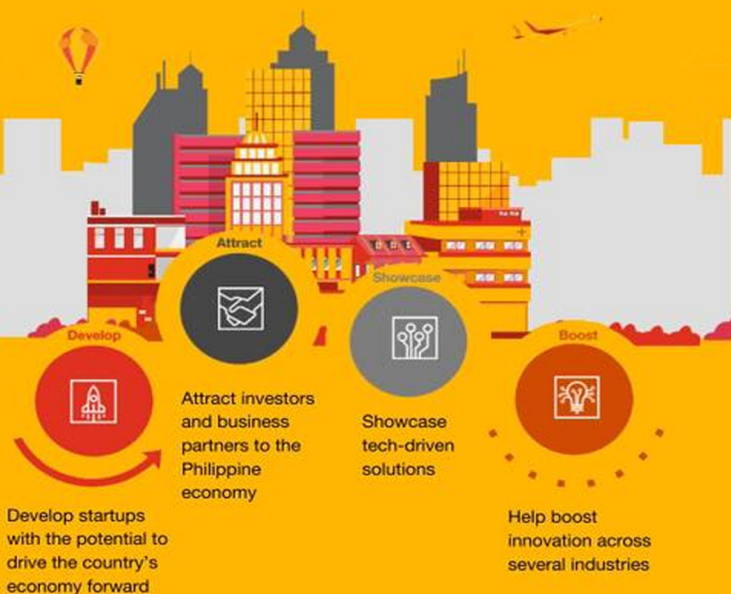 Develop
Develop startups
with the potential to
drive the country's
economy forward
Attract
Attract investors
and business
partners to the
Philippine
economy
Showcase
Showcase
tech-driven
solutions
Boost
Help boost
innovation across
several industries